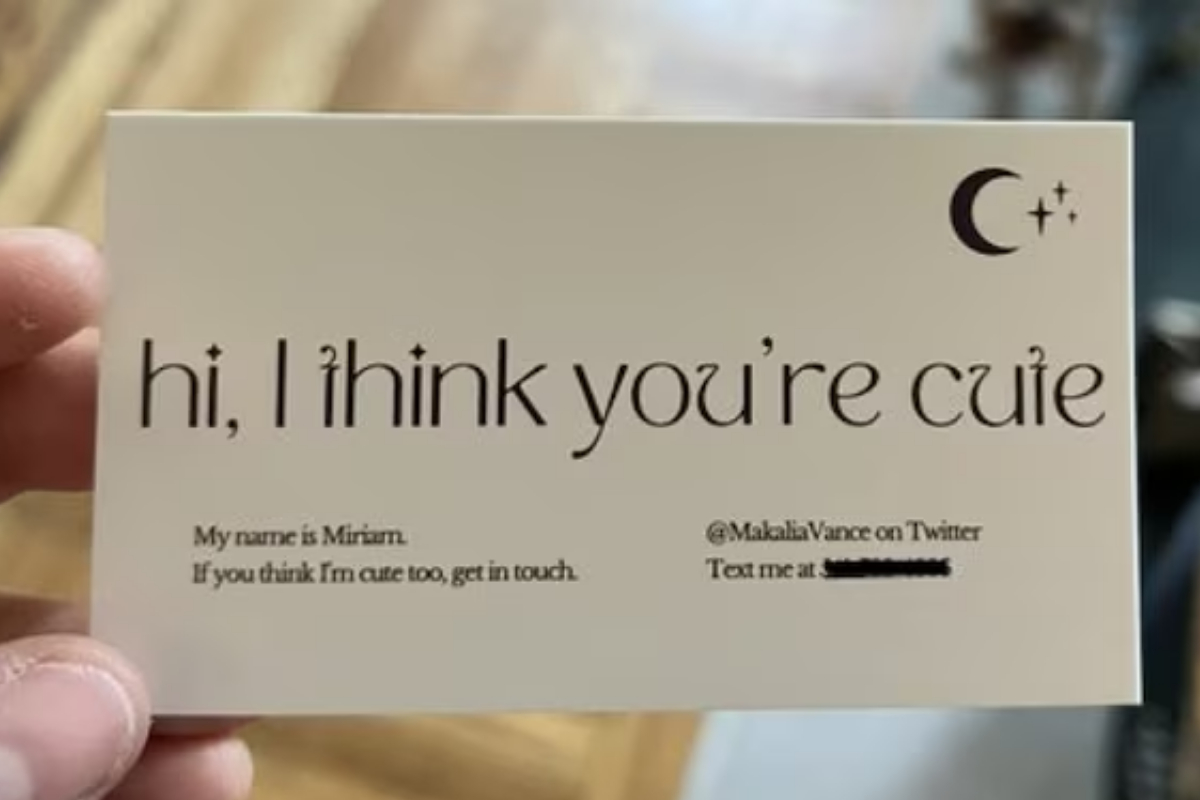 hi, I think you're cute
My name is Miriam.
If you think I'm cute too, get in touch.
@MakaliaVance on Twitter
Text me at